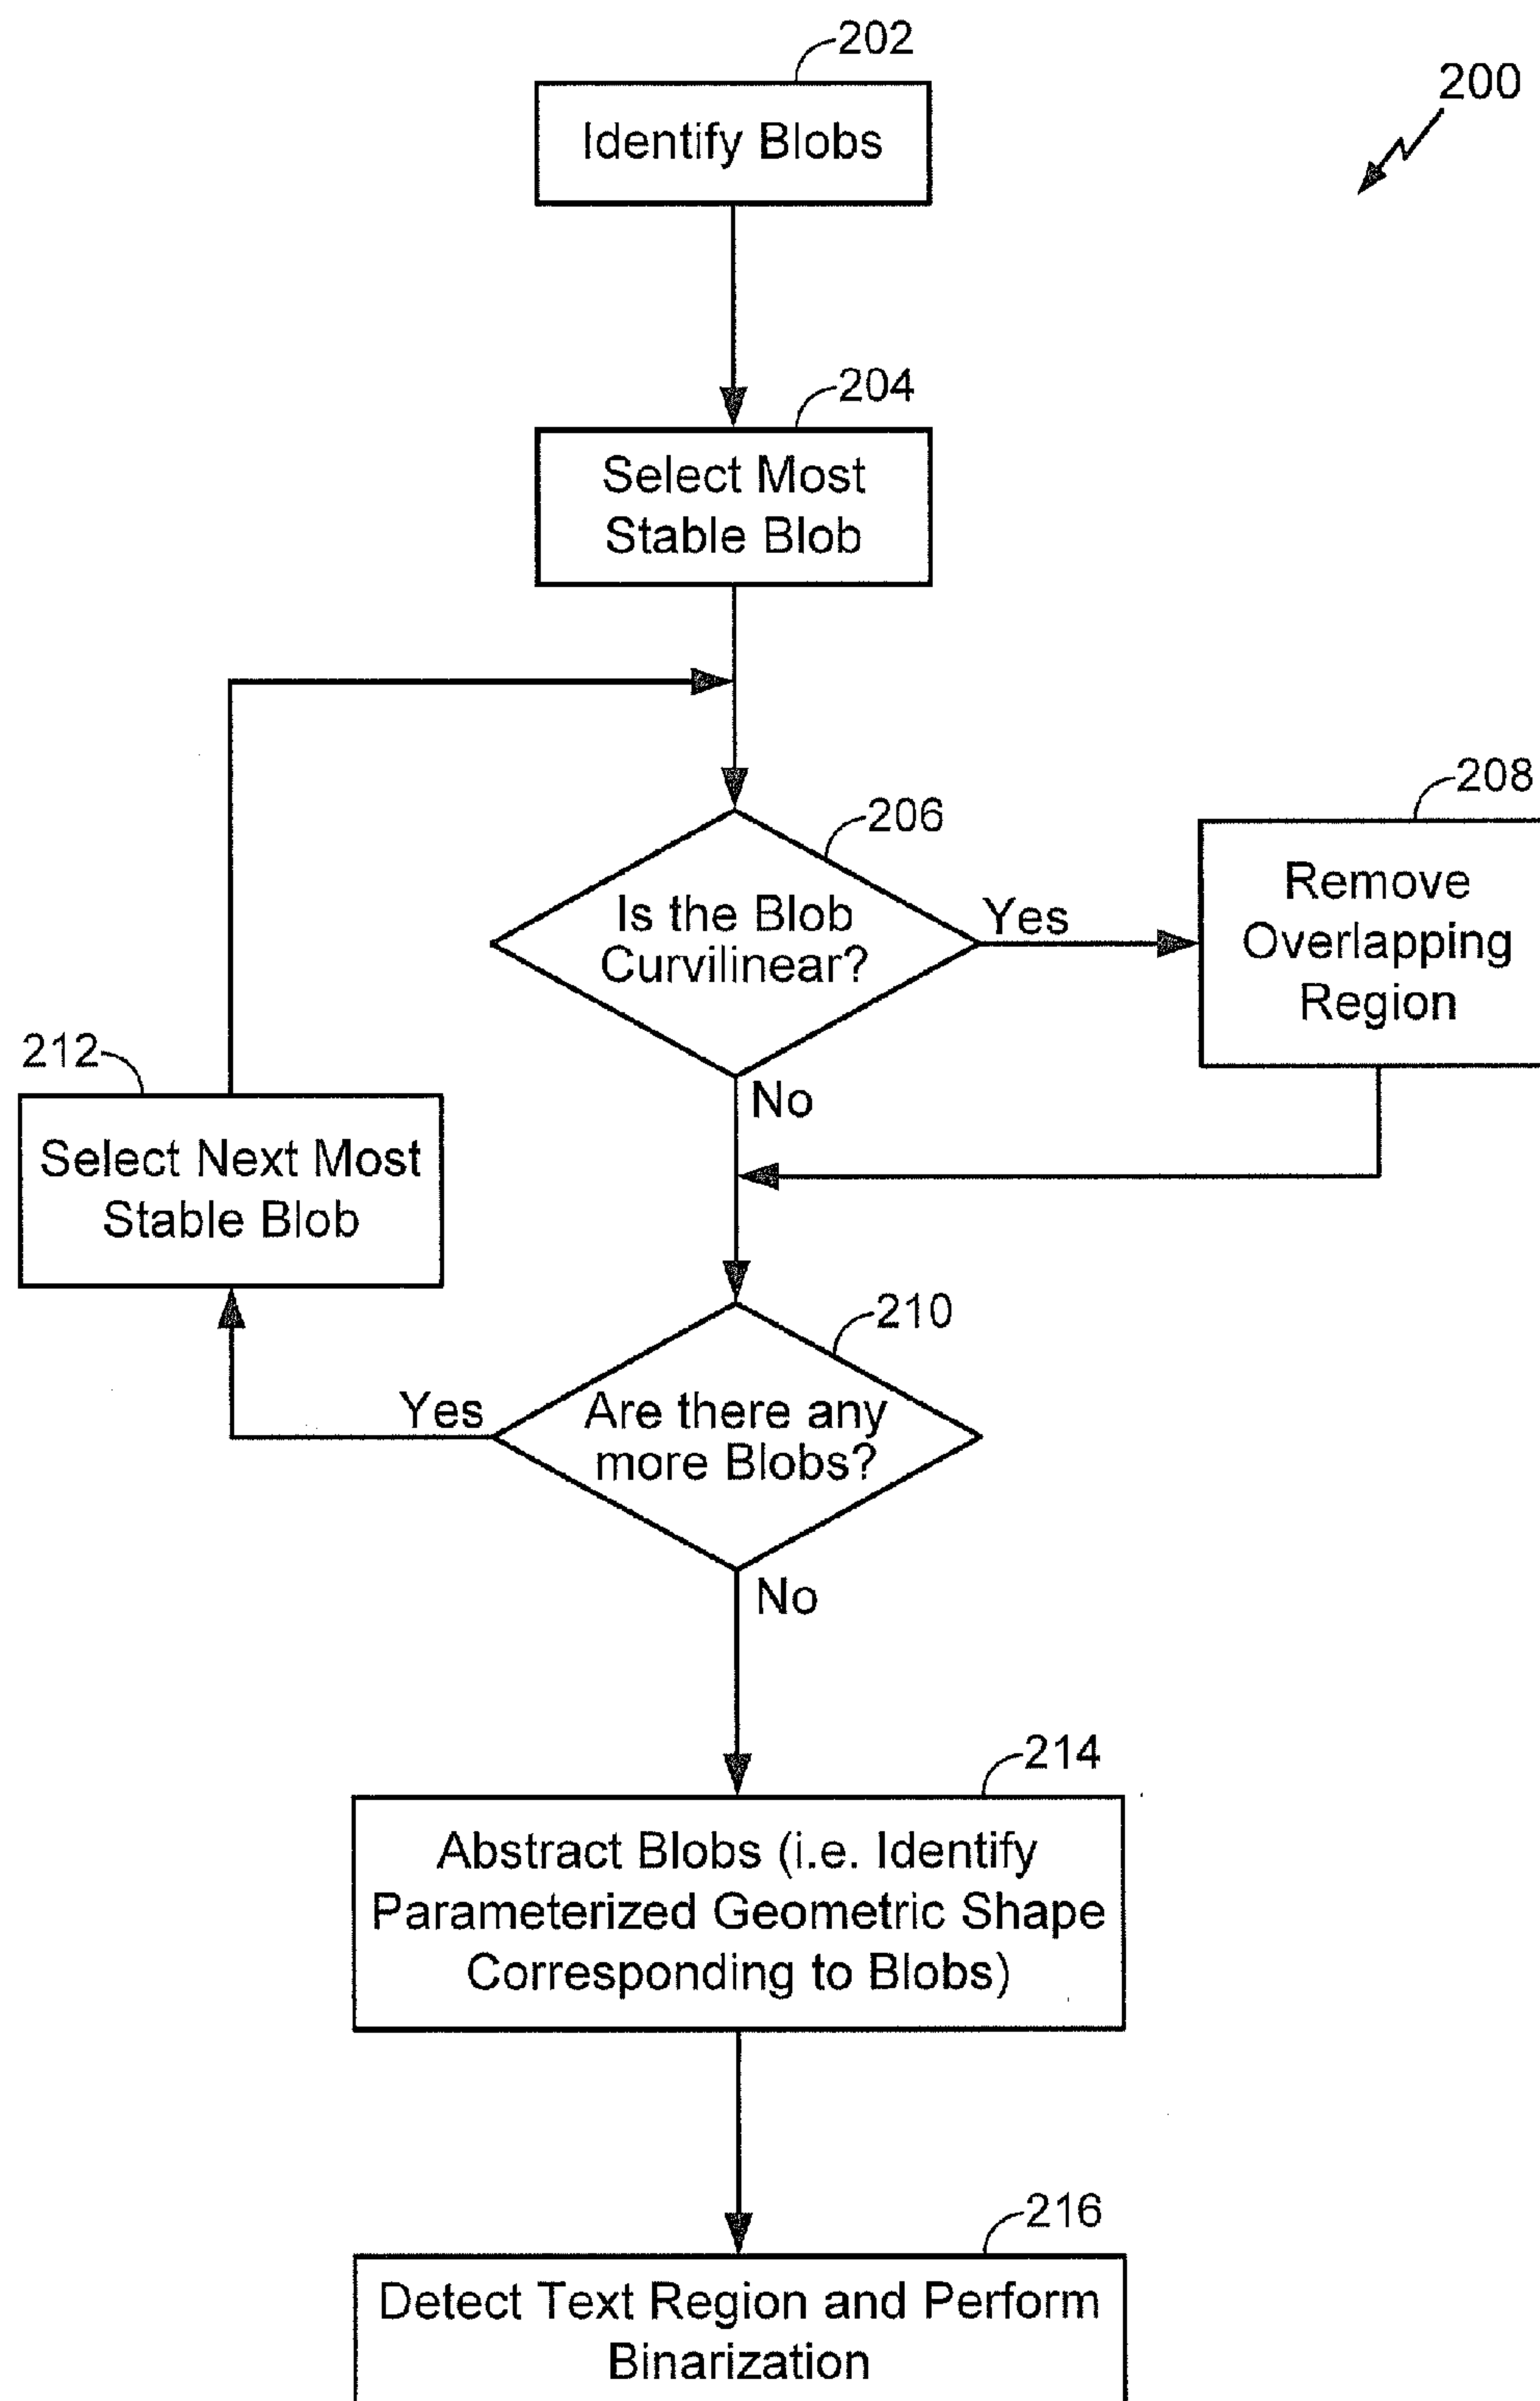 202
200
Identify Blobs
204
Select Most
Stable Blob
206
208
Is the Blob
Curvilinear?
Yes
Remove
Overlapping
Region
212
No
Select Next Most
Stable Blob
210
Yes
Are there any
more Blobs?
No
214
Abstract Blobs (i.e. Identify
Parameterized Geometric Shape
Corresponding to Blobs)
216
Detect Text Region and Perform
Binarization